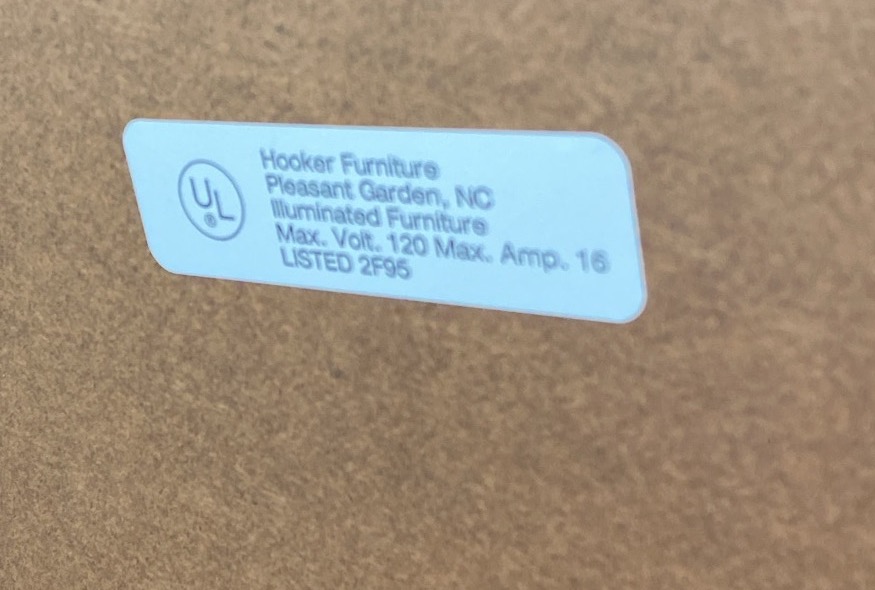 UL
®
Hooker Furniture
Pleasant Garden, NC
Illuminated Furniture
Max. Volt. 120 Max. Amp. 16
LISTED 2F95